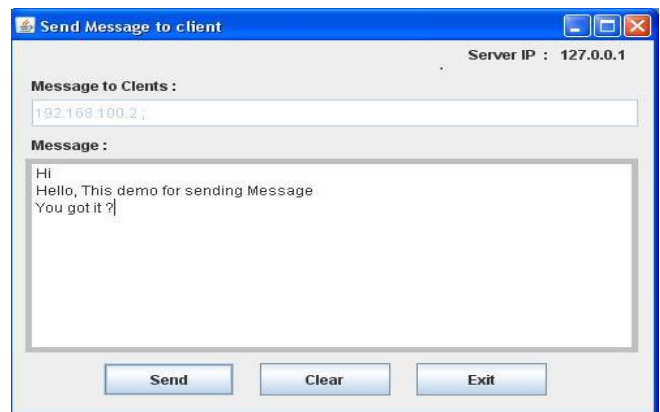 Send Message to client
Server IP : 127.0.0.1
Message to Clents :
192.168.100.2 ;
Message :
Hi
Hello, This demo for sending Message
You got it ?
Send Clear Exit